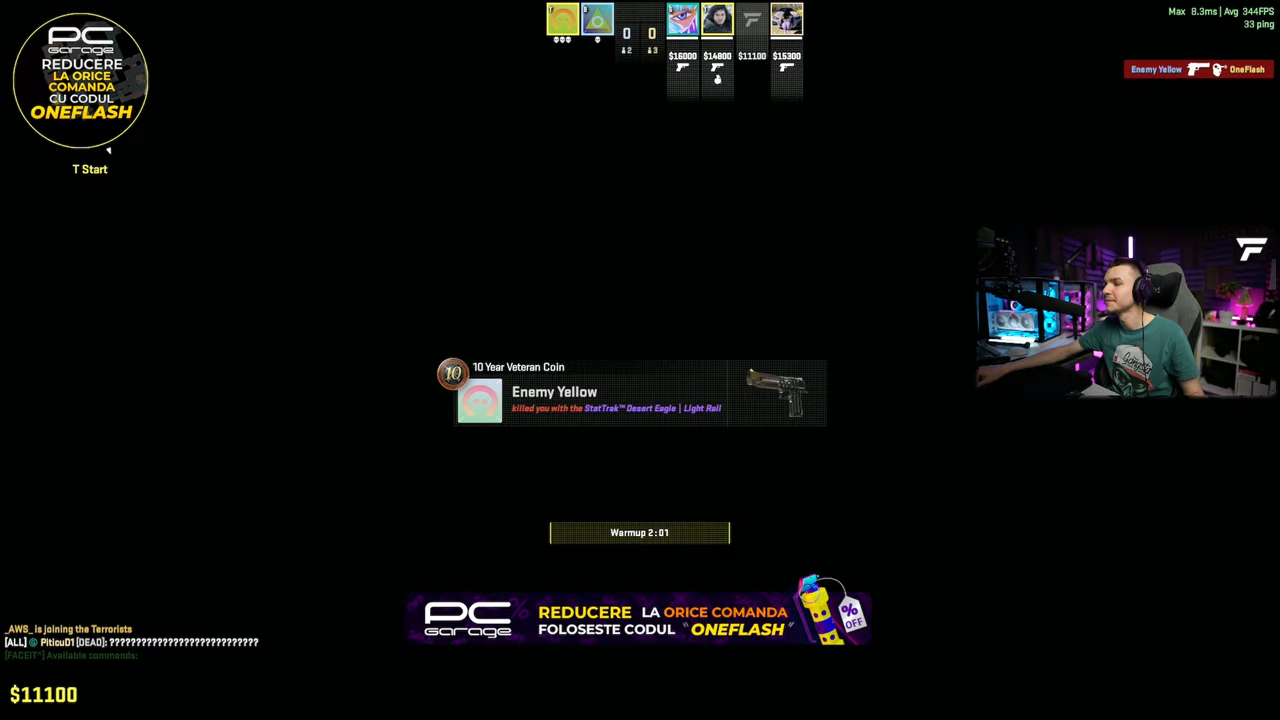 PC
Garage
REDUCERE
LA ORICE
COMANDA
CU CODUL
ONEFLASH
T Start
0 0
2 3
$16000 $14800 $11100 $15300
Max 8.3ms | Avg 344FPS
33 ping
Enemy Yellow OneFlash
10 10 Year Veteran Coin
Enemy Yellow
killed you with the StatTrak™ Desert Eagle | Light Rail
Warmup 2:01
PC
Garage
REDUCERE LA ORICE COMANDA
FOLOSESTE CODUL "ONEFLASH"
%
OFF
_AWS_ is joining the Terrorists
[ALL] Piticu01 [DEAD]: ????????????????????????????
[FACEIT^] Available commands:
$11100